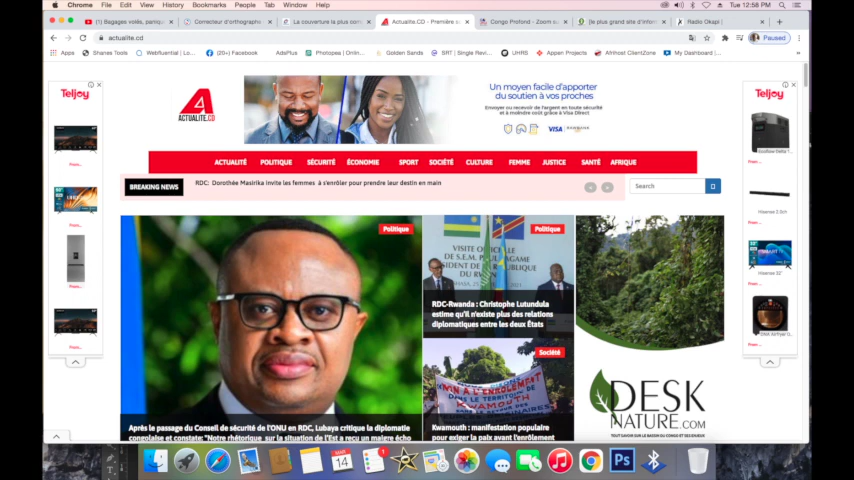 Chrome File Edit View History Bookmarks People Tab Window Help
Tue 12:56 PM
(1) Bagages volés, panique
Correcteur d'orthographe
La couverture la plus con
Actualite.CD - Première s
Congo Profond - Zoom su
|le plus grand site d'infor
Radio Okapi |
actualite.cd
Paused
Apps
Shanes Tools
Webfluential | Lo...
(20+) Facebook
AdsPlus
Photopea | Onlin...
Golden Sands
SRT | Single Revi...
UHRS
Appen Projects
Afrihost ClientZone
My Dashboard |...
Teljoy
ACTUALITE.CD
Un moyen facile d'apporter
du soutien à vos proches
Envoyer ou recevoir de l'argent en toute sécurité
et à moindre coût grâce à Visa Direct
VISA
Teljoy
ACTUALITÉ POLITIQUE SÉCURITÉ ÉCONOMIE SPORT SOCIÉTÉ CULTURE FEMME JUSTICE SANTÉ AFRIQUE
BREAKING NEWS
RDC: Dorothée Masirika invite les femmes à s'enrôler pour prendre leur destin en main
Search
Politique
Après le passage du Conseil de sécurité de l'ONU en RDC, Lubaya critique la diplomatie
congolaise et constate: "Notre rhétorique sur la situation de l'Est a reçu un maigre écho
Politique
VISITE OFFICIELLE
RDC-Rwanda : Christophe Lutundula
estime qu'il n'existe plus des relations
diplomatiques entre les deux États
Société
Kwamouth : manifestation populaire
pour exiger la paix avant l'enrôlement
DESK
NATURE.COM
Hisense 2.1ch
Hisense 32"
14
Ps